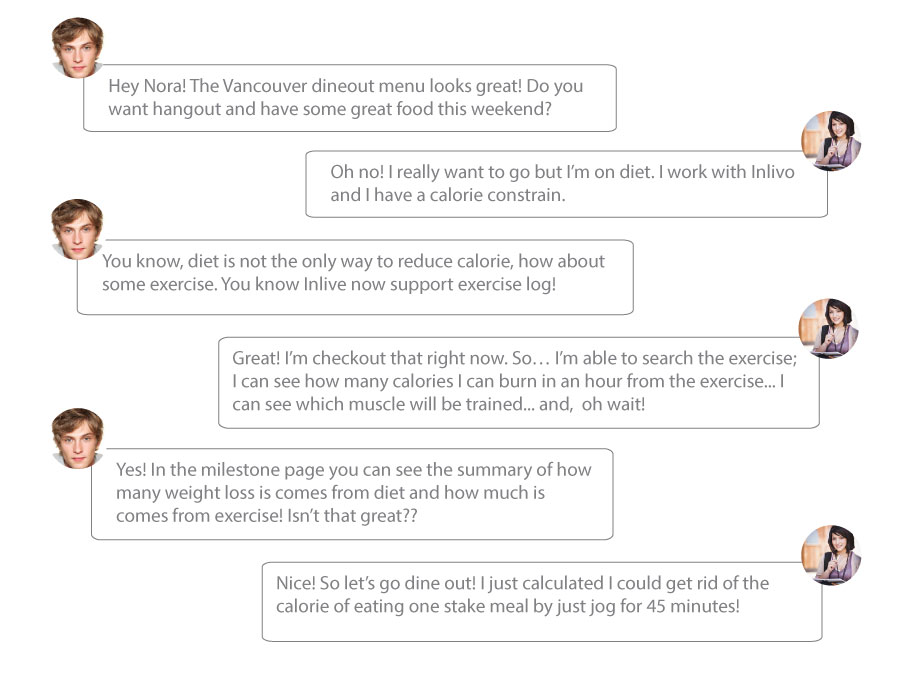 Hey Nora! The Vancouver dineout menu looks great! Do you
want hangout and have some great food this weekend?
Oh no! I really want to go but I’m on diet. I work with Inlivo
and I have a calorie constrain.
You know, diet is not the only way to reduce calorie, how about
some exercise. You know Inlive now support exercise log!
Great! I’m checkout that right now. So… I’m able to search the exercise;
I can see how many calories I can burn in an hour from the exercise... I
can see which muscle will be trained... and,  oh wait!
Yes! In the milestone page you can see the summary of how
many weight loss is comes from diet and how much is
comes from exercise! Isn’t that great??
Nice! So let’s go dine out! I just calculated I could get rid of the
calorie of eating one stake meal by just jog for 45 minutes!